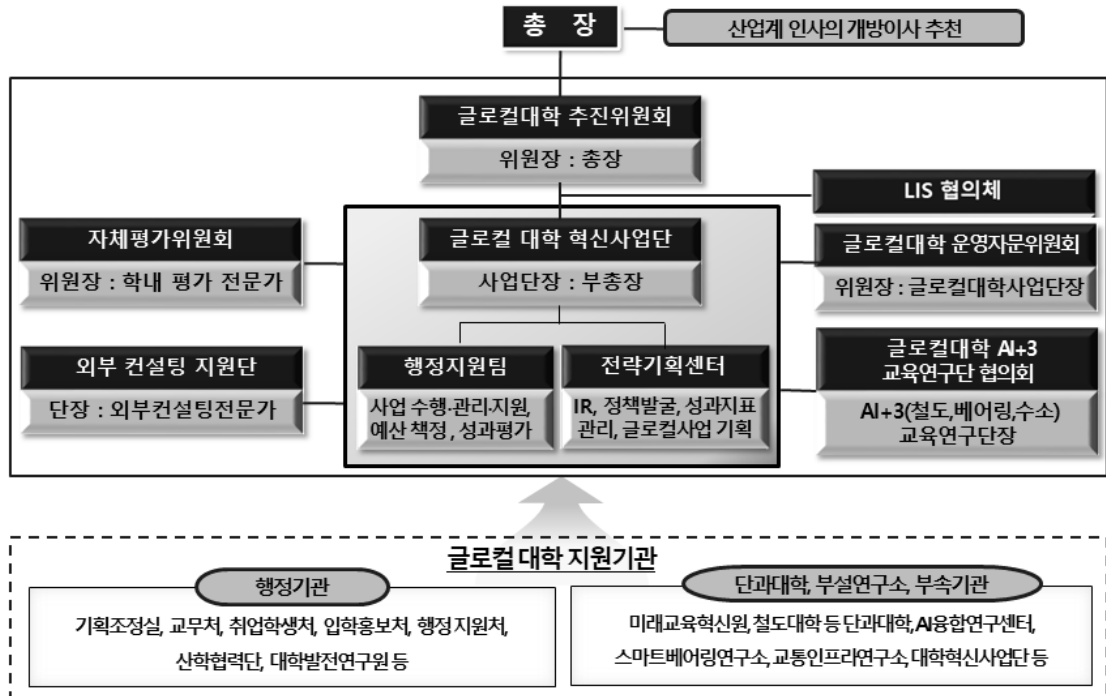 총 장
산업계 인사의 개방이사 추천
글로컬대학 추진위원회
위원장 : 총장
LIS 협의체
자체평가위원회
위원장 : 학내 평가 전문가
글로컬 대학 혁신사업단
사업단장 : 부총장
글로컬대학 운영자문위원회
위원장 : 글로컬대학사업단장
외부 컨설팅 지원단
단장 : 외부컨설팅전문가
행정지원팀
사업 수행·관리·지원,
예산 책정 , 성과평가
전략기획센터
IR, 정책발굴, 성과지표
관리, 글로컬사업 기획
글로컬대학 AI+3
교육연구단 협의회
AI+3(철도,베어링,수소)
교육연구단장
글로컬 대학 지원기관
행정기관
기획조정실, 교무처, 취업학생처, 입학홍보처, 행정 지원처,
산학협력단, 대학발전연구원 등
단과대학, 부설연구소, 부속기관
미래교육혁신원, 철도대학 등 단과대학, AI융합연구센터,
스마트베어링연구소, 교통인프라연구소, 대학혁신사업단 등